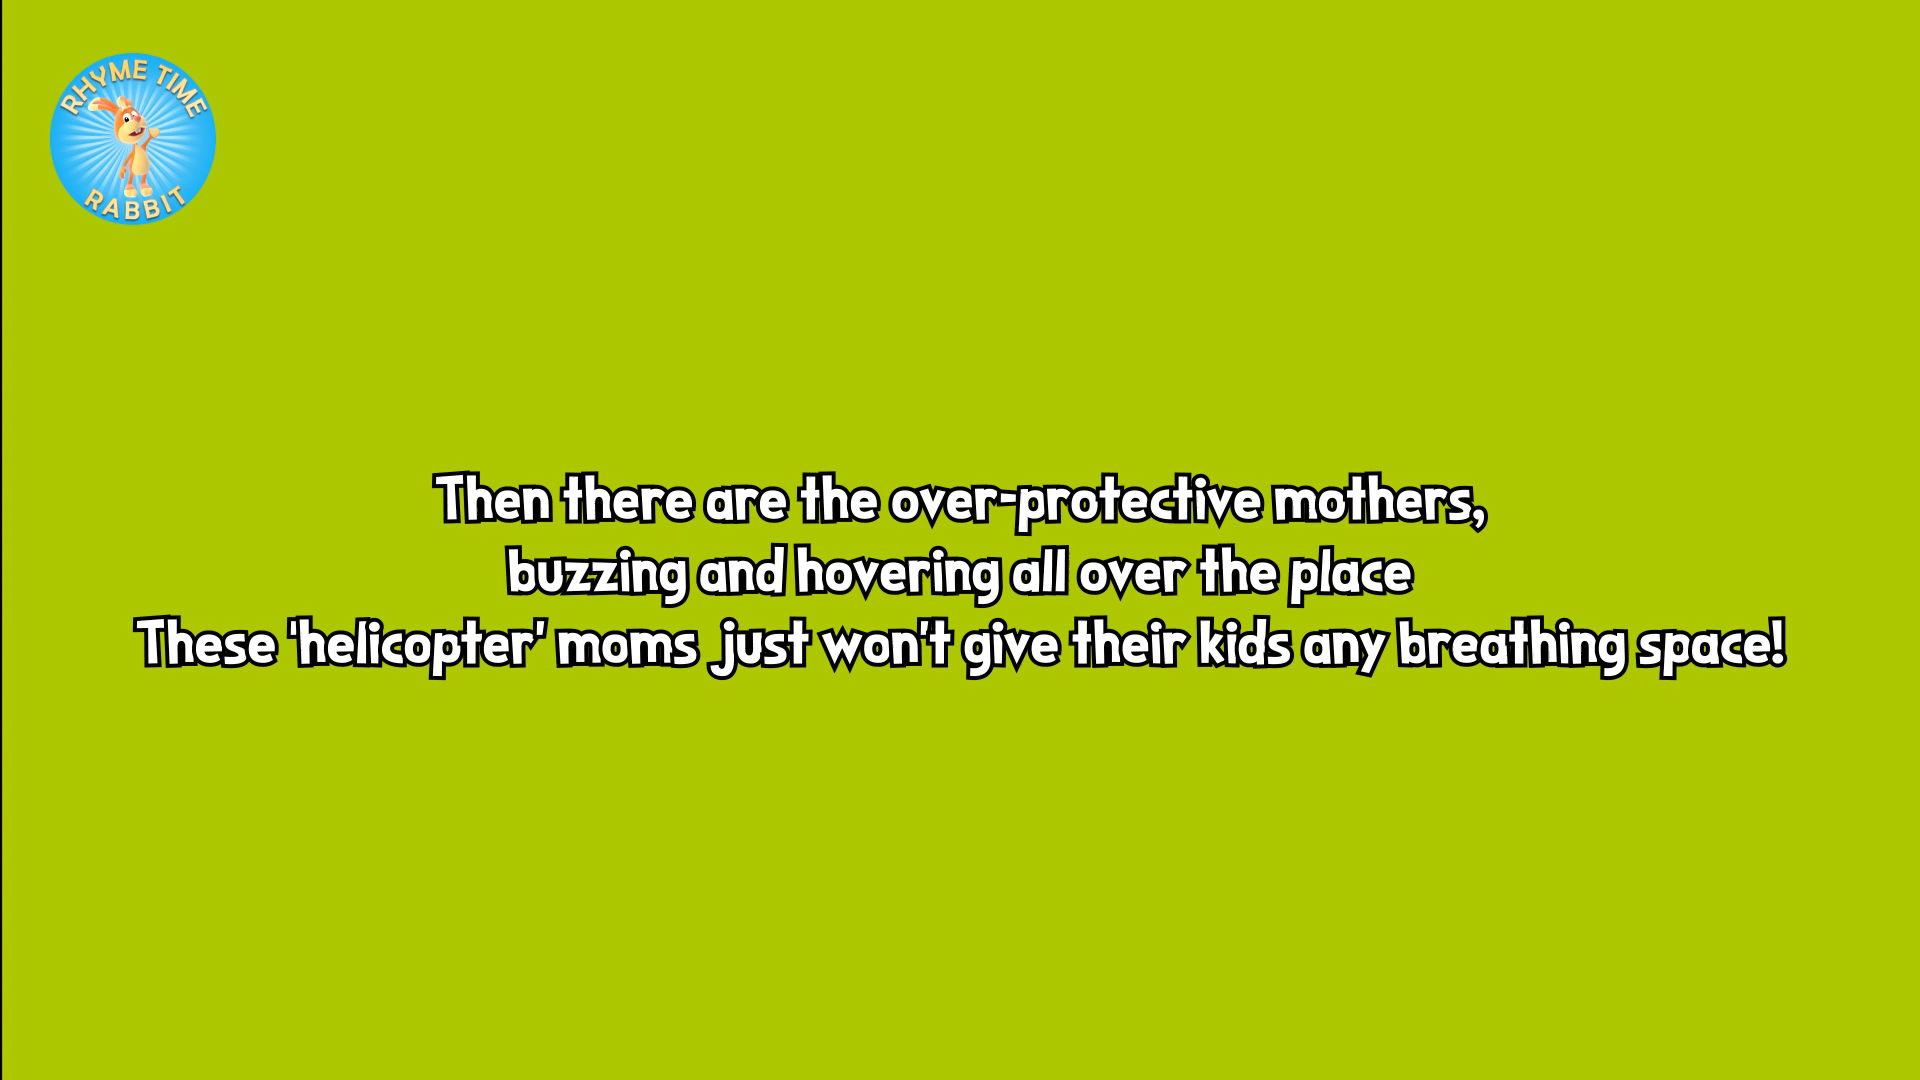 RHYME TIME
RABBIT
Then there are the over-protective mothers,
buzzing and hovering all over the place
These 'helicopter' moms just won't give their kids any breathing space!